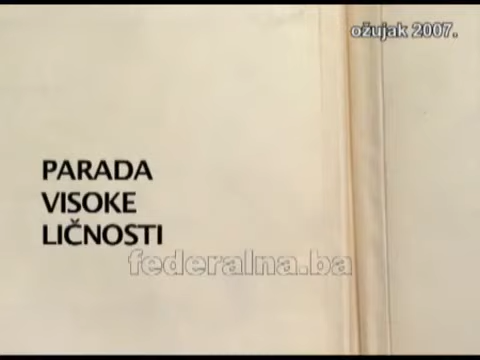 ožujak 2007.
PARADA
VISOKE
LIČNOSTI
federalna.ba